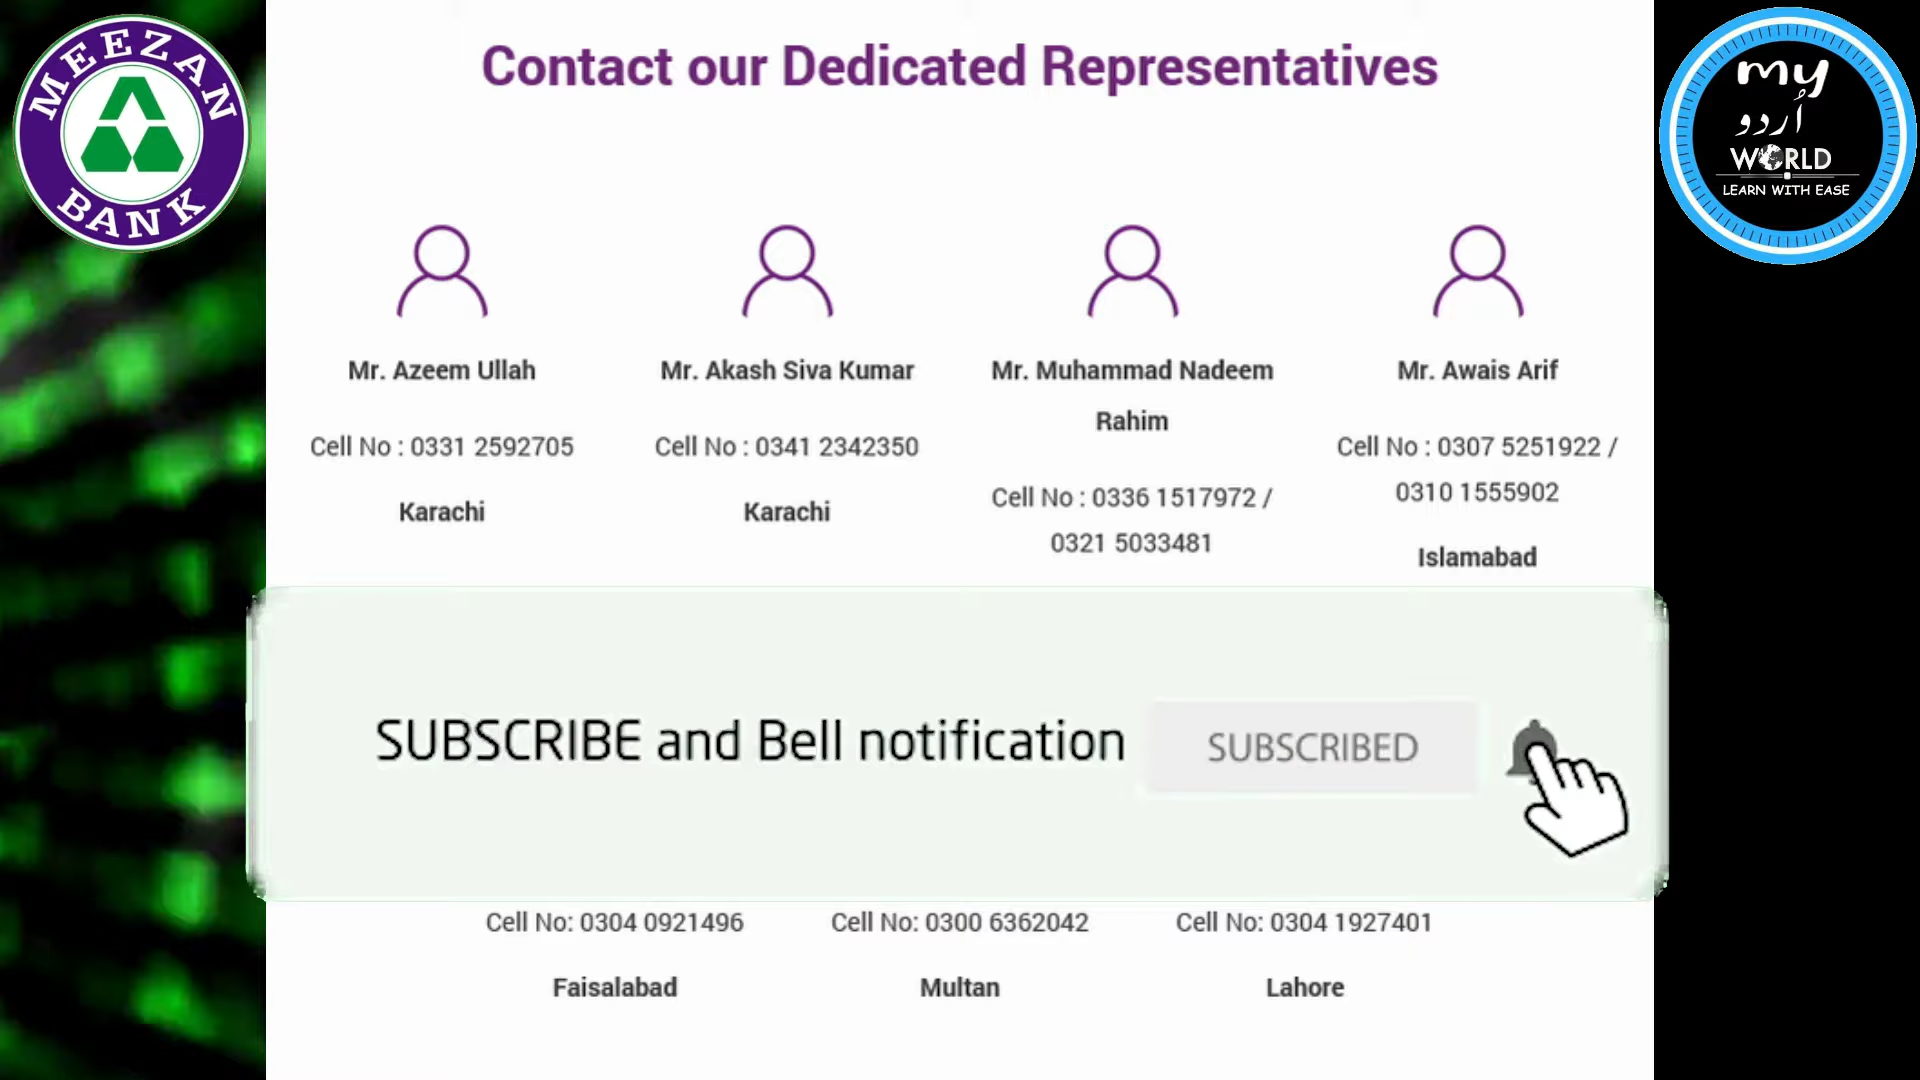 MEEZAN
BANK
Contact our Dedicated Representatives
my
اُردو
WORLD
LEARN WITH EASE
Mr. Azeem Ullah
Cell No : 0331 2592705
Karachi
Mr. Akash Siva Kumar
Cell No : 0341 2342350
Karachi
Mr. Muhammad Nadeem
Rahim
Cell No : 0336 1517972 /
0321 5033481
Mr. Awais Arif
Cell No : 0307 5251922 /
0310 1555902
Islamabad
SUBSCRIBE and Bell notification
SUBSCRIBED
Cell No: 0304 0921496
Faisalabad
Cell No: 0300 6362042
Multan
Cell No: 0304 1927401
Lahore